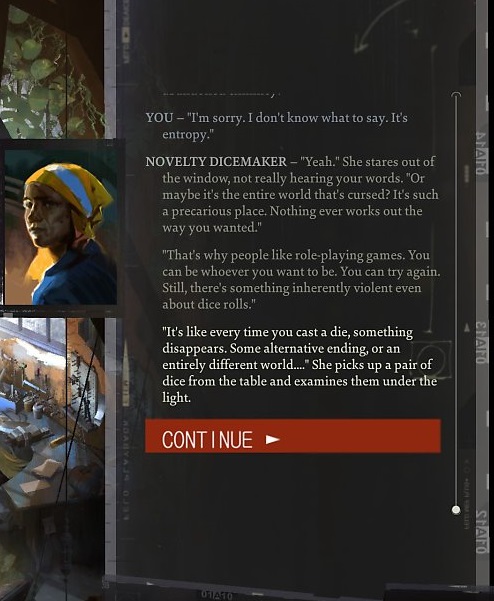 YOU – "I'm sorry. I don't know what to say. It's
entropy."
NOVELTY DICEMAKER – "Yeah." She stares out of
the window, not really hearing your words. "Or
maybe it's the entire world that's cursed? It's such
a precarious place. Nothing ever works out the
way you wanted."
"That's why people like role-playing games. You
can be whoever you want to be. You can try again.
Still, there's something inherently violent even
about dice rolls."
"It's like every time you cast a die, something
disappears. Some alternative ending, or an
entirely different world...." She picks up a pair of
dice from the table and examines them under the
light.
CONTINUE ►